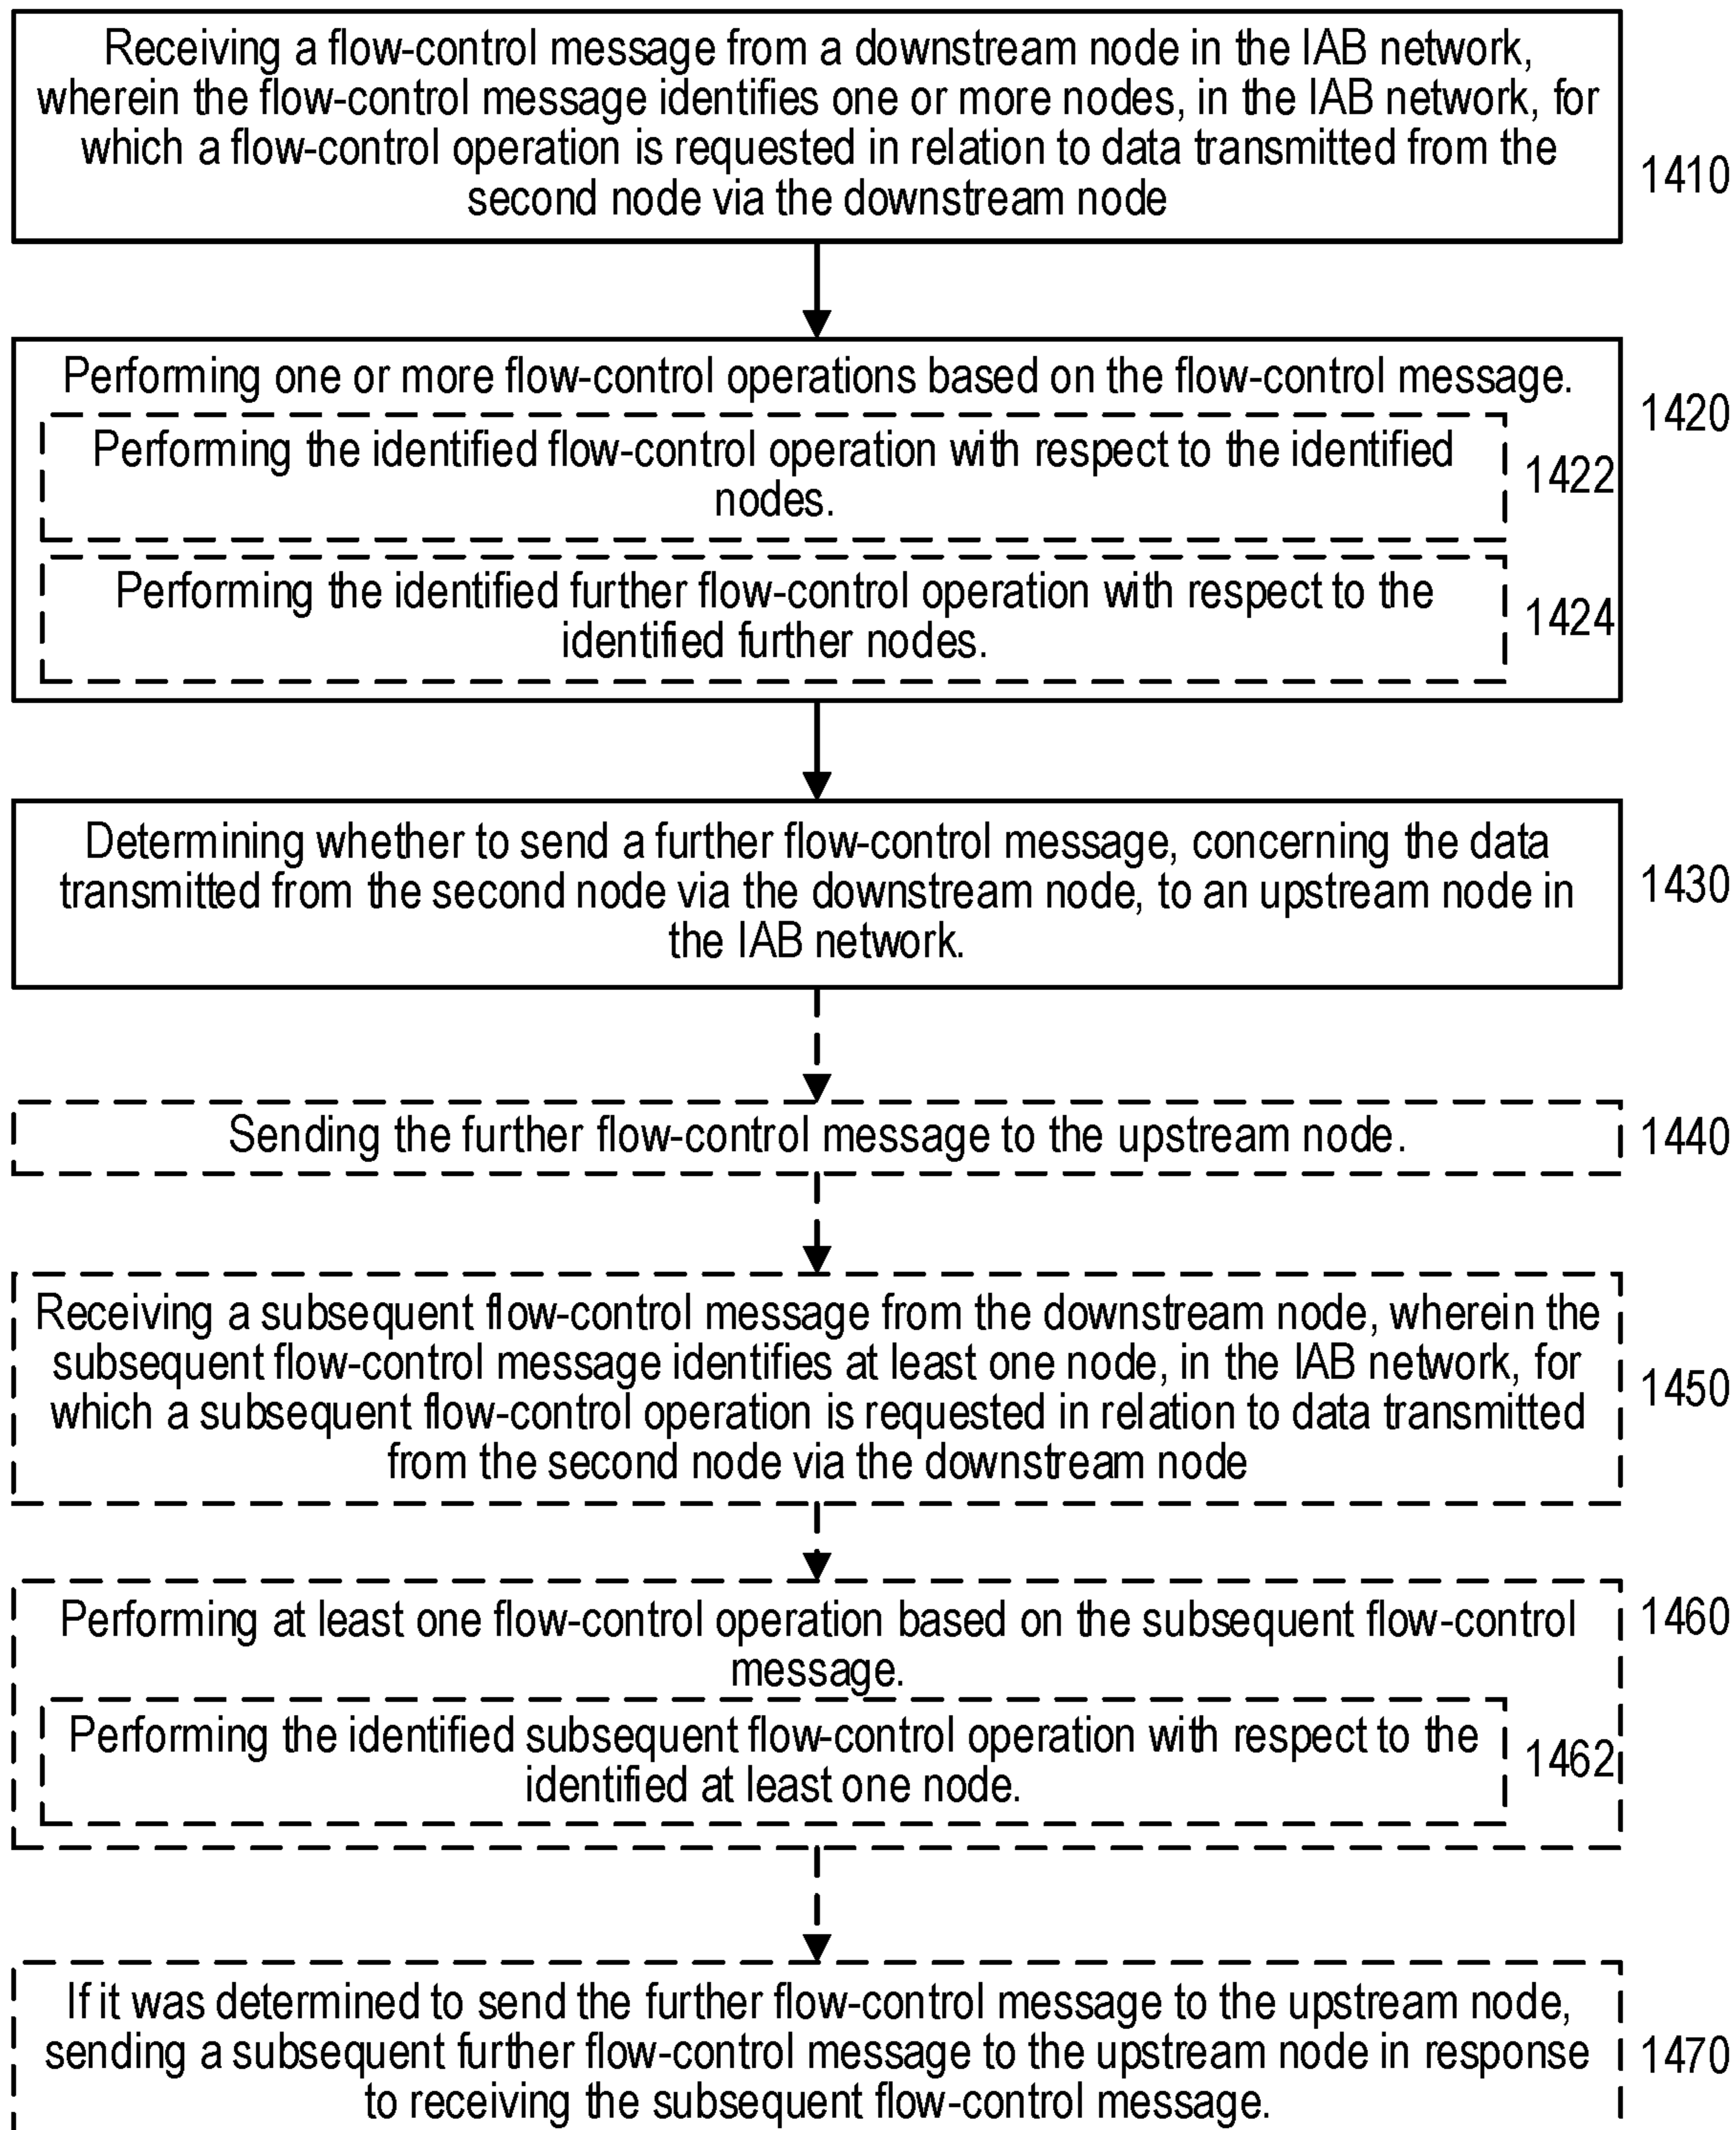 Receiving a flow-control message from a downstream node in the IAB network,
wherein the flow-control message identifies one or more nodes, in the IAB network, for
which a flow-control operation is requested in relation to data transmitted from the
second node via the downstream node
1410
Performing one or more flow-control operations based on the flow-control message.
1420
Performing the identified flow-control operation with respect to the identified
nodes.
1422
Performing the identified further flow-control operation with respect to the
identified further nodes.
1424
Determining whether to send a further flow-control message, concerning the data
transmitted from the second node via the downstream node, to an upstream node in
the IAB network.
1430
Sending the further flow-control message to the upstream node.
1440
Receiving a subsequent flow-control message from the downstream node, wherein the
subsequent flow-control message identifies at least one node, in the IAB network, for
which a subsequent flow-control operation is requested in relation to data transmitted
from the second node via the downstream node
1450
Performing at least one flow-control operation based on the subsequent flow-control
message.
1460
Performing the identified subsequent flow-control operation with respect to the
identified at least one node.
1462
If it was determined to send the further flow-control message to the upstream node,
sending a subsequent further flow-control message to the upstream node in response
to receiving the subsequent flow-control message.
1470